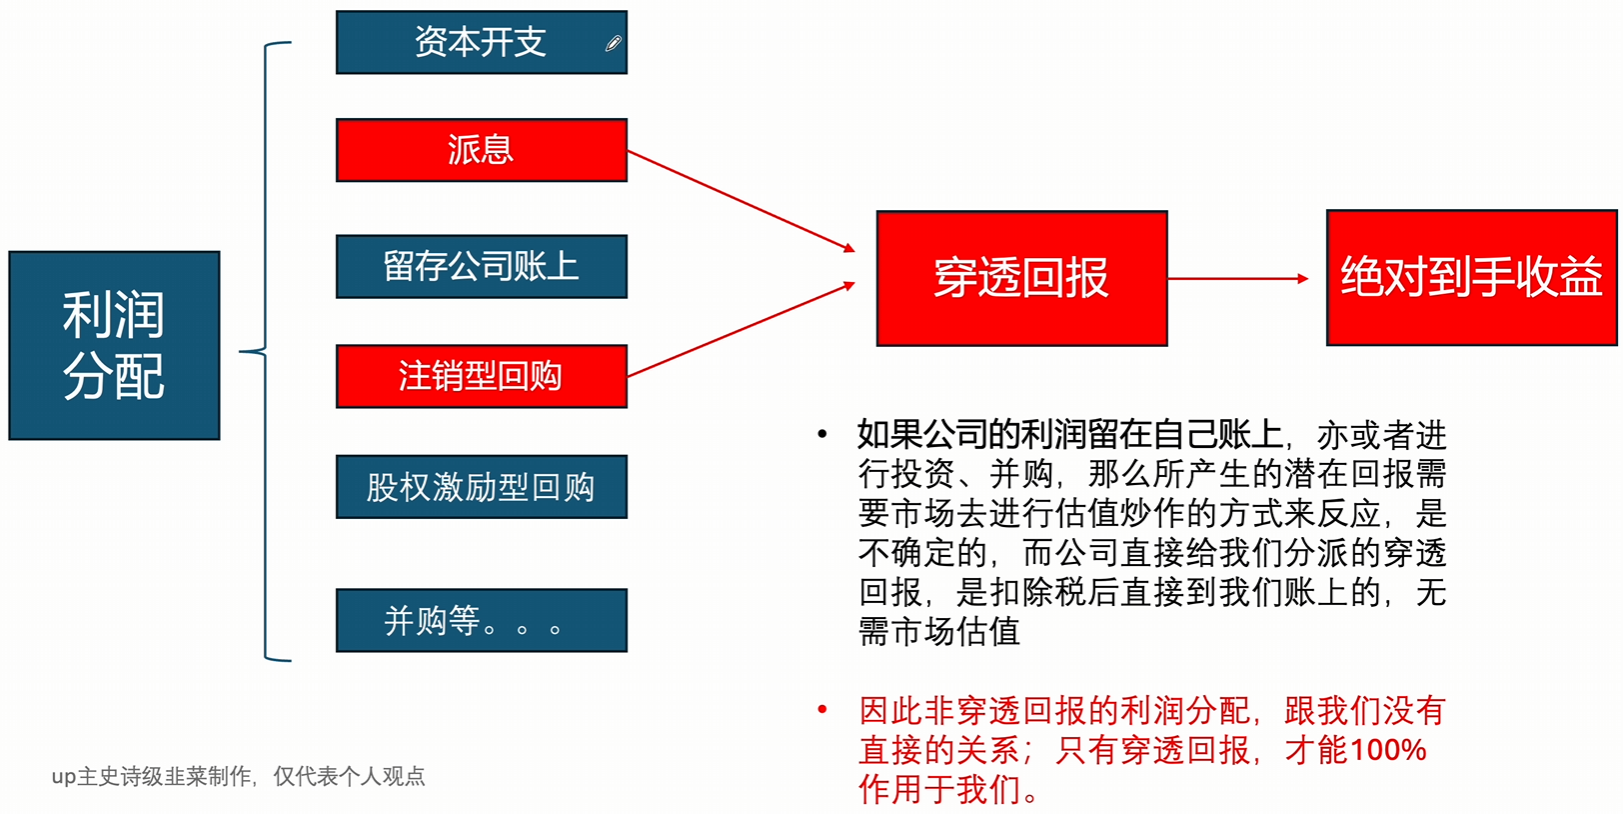 资本开支
派息
留存公司账上
利润
分配
注销型回购
股权激励型回购
并购等。。。
穿透回报
绝对到手收益
• 如果公司的利润留在自己账上，亦或者进
行投资、并购，那么所产生的潜在回报需
要市场去进行估值炒作的方式来反应，是
不确定的，而公司直接给我们分派的穿透
回报，是扣除税后直接到我们账上的，无
需市场估值
• 因此非穿透回报的利润分配，跟我们没有
直接的关系；只有穿透回报，才能100%
作用于我们。
up主史诗级韭菜制作，仅代表个人观点